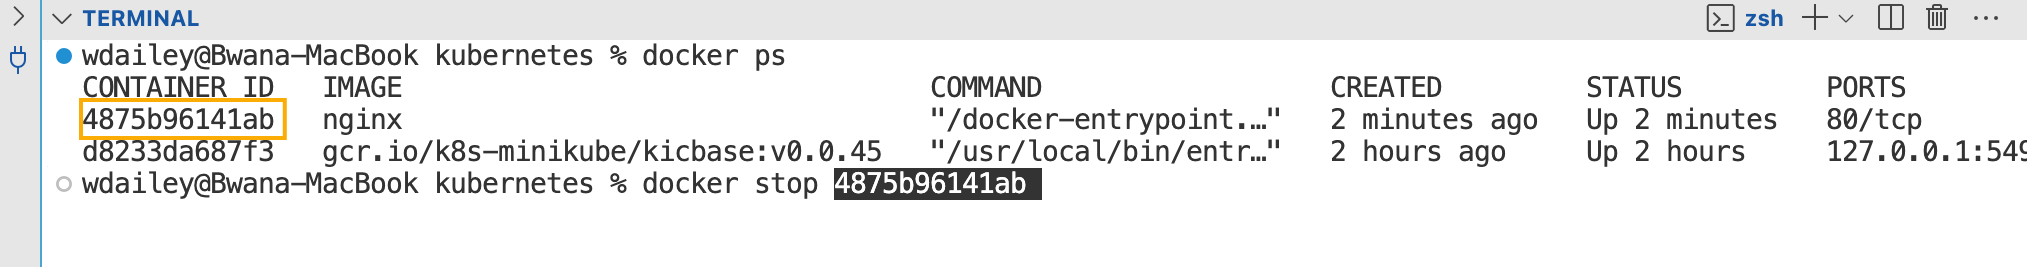 TERMINAL zsh
wdailey@Bwana-MacBook kubernetes % docker ps
CONTAINER ID IMAGE COMMAND CREATED STATUS PORTS
4875b96141ab nginx "/docker-entrypoint.…" 2 minutes ago Up 2 minutes 80/tcp
d8233da687f3 gcr.io/k8s-minikube/kicbase:v0.0.45 "/usr/local/bin/entr…" 2 hours ago Up 2 hours 127.0.0.1:549
wdailey@Bwana-MacBook kubernetes % docker stop 4875b96141ab